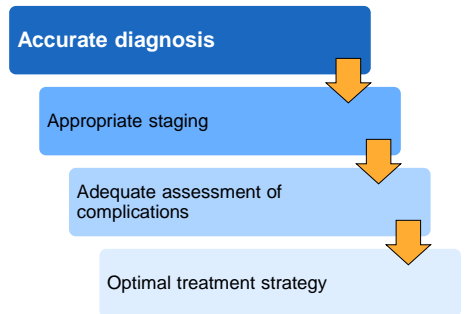 Accurate diagnosis
Appropriate staging
Adequate assessment of
complications
Optimal treatment strategy